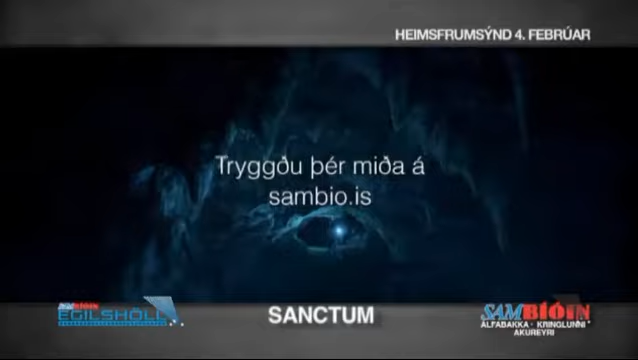 HEIMSFRUMSÝND 4. FEBRÚAR
Tryggðu þér miða á
sambio.is
EGILSHÖLL
SANCTUM
SAMBÍÓIN
ÁLFABAKKA - KRINGLUNNI
AKUREYRI